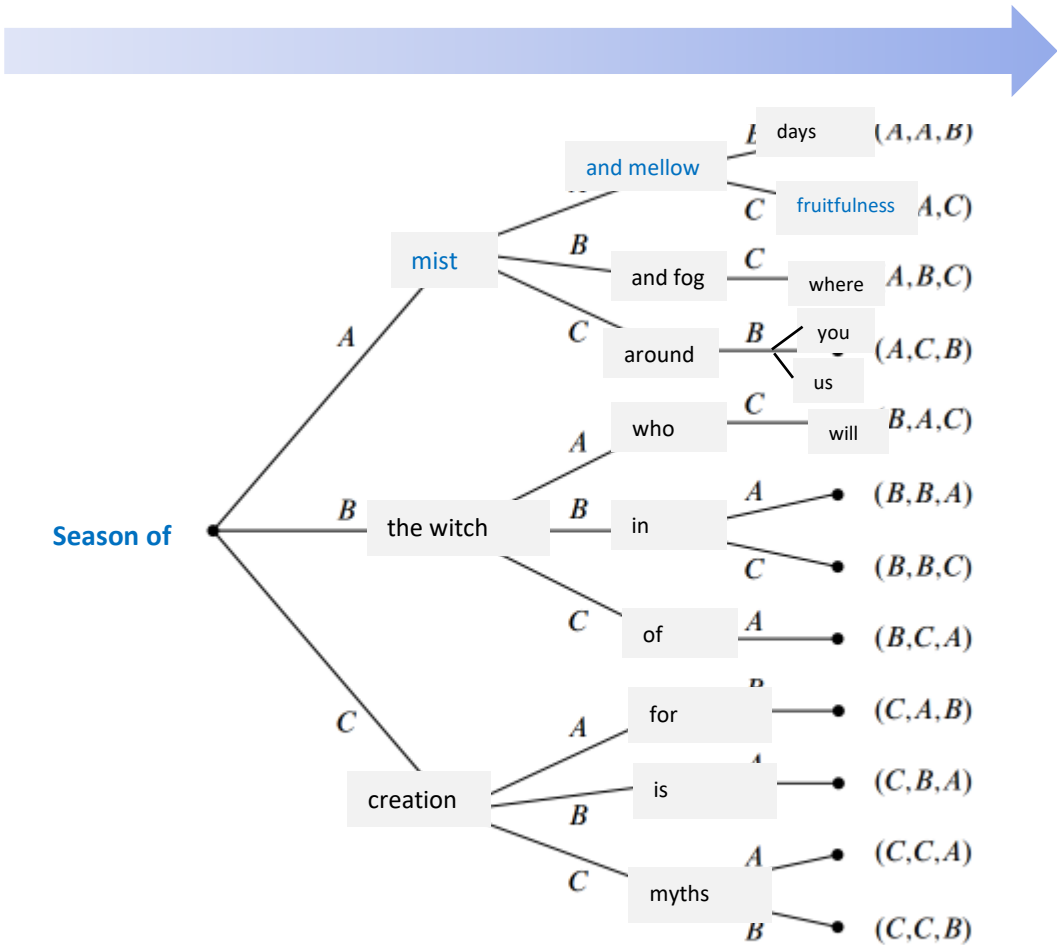 days
(A,A,B)
and mellow
C
fruitfulness
A,C)
mist
B
and fog
C
where
A,B,C)
A
C
around
B
you
us
(A,C,B)
who
C
will
B,A,C)
A
Season of
B
the witch
B
in
A
(B,B,A)
C
(B,B,C)
C
of
A
(B,C,A)
C
A
for
(C,A,B)
creation
B
is
(C,B,A)
C
myths
A
(C,C,A)
B
(C,C,B)